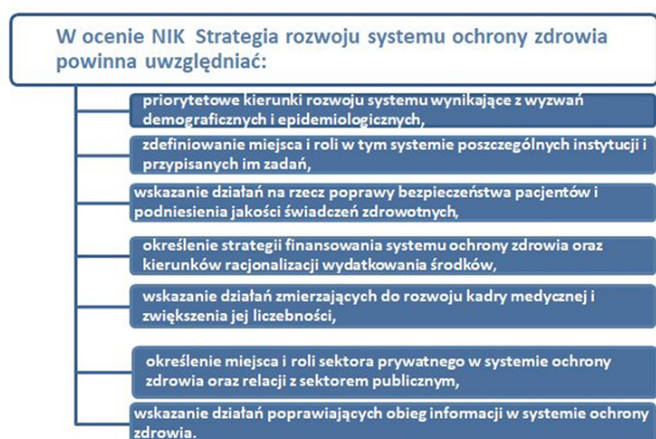 W ocenie NIK Strategia rozwoju systemu ochrony zdrowia
powinna uwzględniać:
priorytetowe kierunki rozwoju systemu wynikające z wyzwań
demograficznych i epidemiologicznych,
zdefiniowanie miejsca i roli w tym systemie poszczególnych instytucji i
przypisanych im zadań,
wskazanie działań na rzecz poprawy bezpieczeństwa pacjentów i
podniesienia jakości świadczeń zdrowotnych,
określenie strategii finansowania systemu ochrony zdrowia oraz
kierunków racjonalizacji wydatkowania środków,
wskazanie działań zmierzających do rozwoju kadry medycznej i
zwiększenia jej liczebności,
określenie miejsca i roli sektora prywatnego w systemie ochrony
zdrowia oraz relacji z sektorem publicznym,
wskazanie działań poprawiających obieg informacji w systemie ochrony
zdrowia.